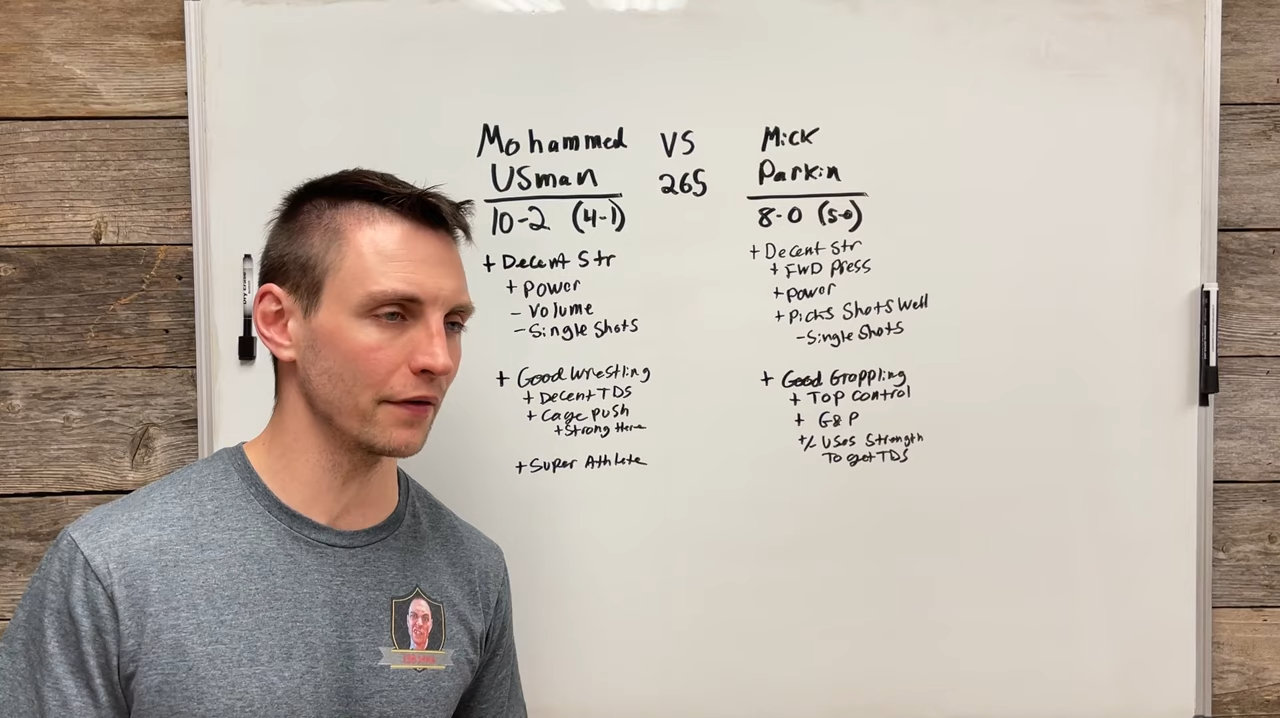 Mohammed VS Mick
Usman 265 Parkin
10-2 (4-1)
8-0 (5-0)
+ Decent Str
+ Power
- Volume
- Single Shots
+ Good Wrestling
+ Decent TDS
+ Cage Push
+ Strong Here
+ Super Athlete
+ Decent Str
+ FWD Press
+ Power
+ Picks Shots Well
- Single Shots
+ Good Grappling
+ Top Control
+ G&P
+/- Uses Strength
To get TDS